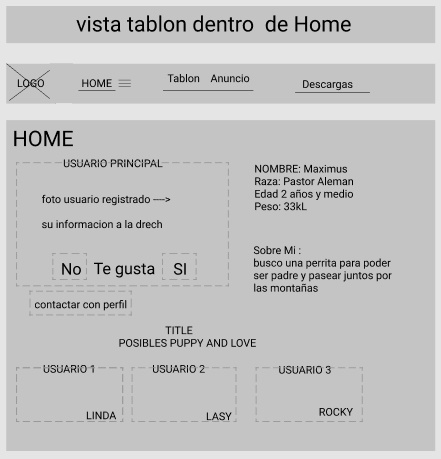 vista tablon dentro  de Home
LOGO
HOME
Tablon   Anuncio
Descargas
HOME
USUARIO PRINCIPAL
foto usuario registrado ---->
su informacion a la drech
No   Te gusta   SI
contactar con perfil
NOMBRE: Maximus
Raza: Pastor Aleman
Edad 2 años y medio
Peso: 33kL
Sobre Mi :
busco una perrita para poder
ser padre y pasear juntos por
las montañas
TITLE
POSIBLES PUPPY AND LOVE
USUARIO 1
LINDA
USUARIO 2
LASY
USUARIO 3
ROCKY